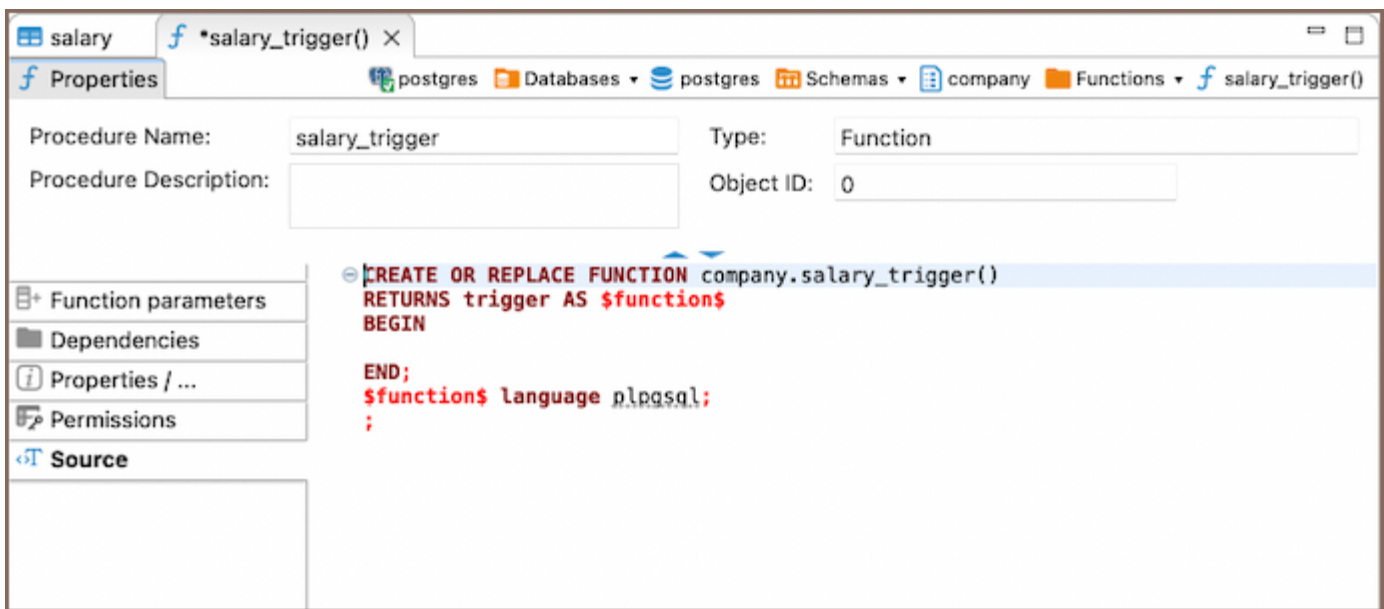 salary *salary_trigger()
Properties postgres Databases postgres Schemas company Functions salary_trigger()
Procedure Name: salary_trigger Type: Function
Procedure Description: Object ID: 0
CREATE OR REPLACE FUNCTION company.salary_trigger()
RETURNS trigger AS $function$
BEGIN
END;
$function$ language plpgsql;
;
Function parameters
Dependencies
Properties / ...
Permissions
Source